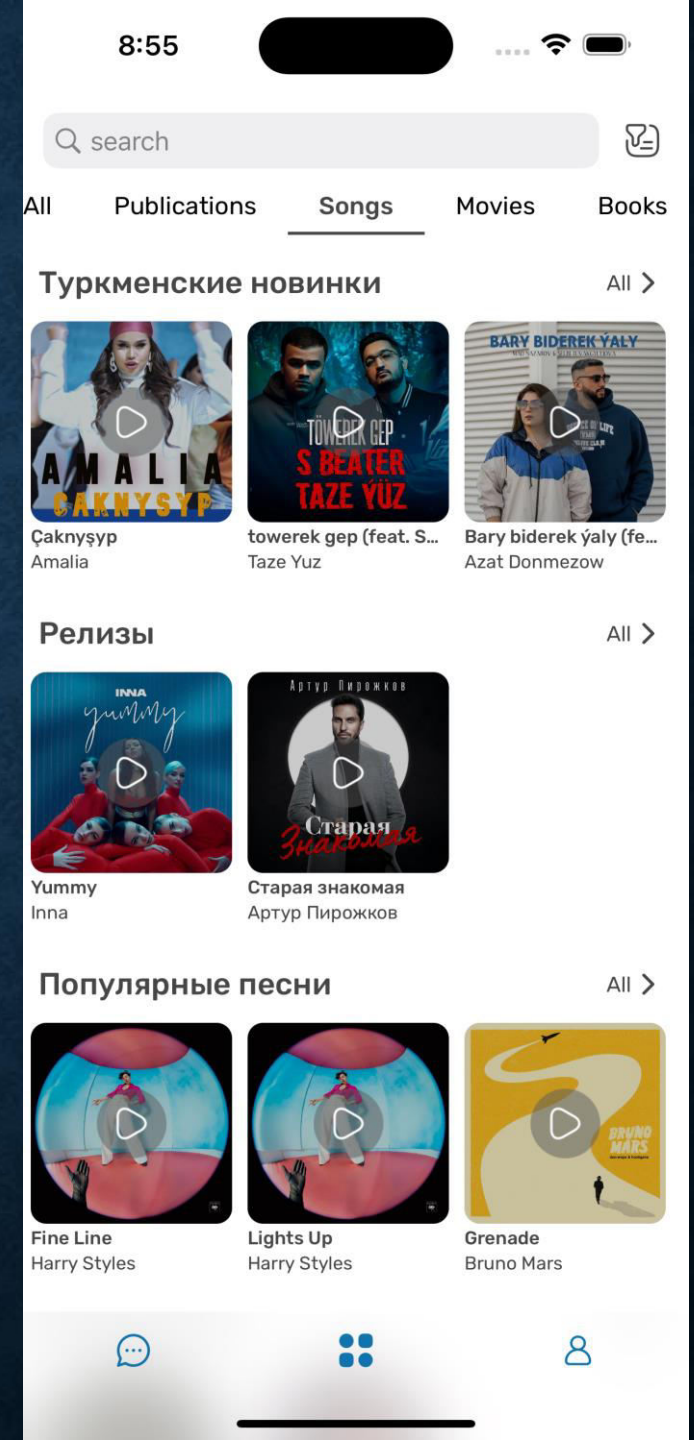 8:55
search
All Publications Songs Movies Books
Туркменские новинки All
AMALIA
ÇAKNYSYP
TÖWEREK GEP
S BEATER
TAZE ÝÜZ
BARY BIDEREK ÝALY
Çaknyşyp
Amalia
towerek gep (feat. S...
Taze Yuz
Bary biderek ýaly (fe...
Azat Donmezow
Релизы All
INNA
yummy
Артур Пирожков
Старая
Знакомая
Yummy
Inna
Старая знакомая
Артур Пирожков
Популярные песни All
BRUNO
MARS
Fine Line
Harry Styles
Lights Up
Harry Styles
Grenade
Bruno Mars